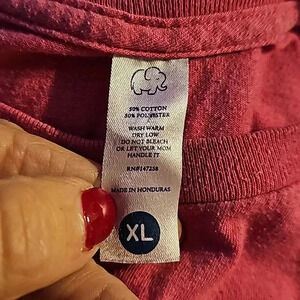 50% COTTON
50% POLYESTER
WASH WARM
DRY LOW
DO NOT BLEACH
OR LET YOUR MOM
HANDLE IT
RN#147258
MADE IN HONDURAS
XL